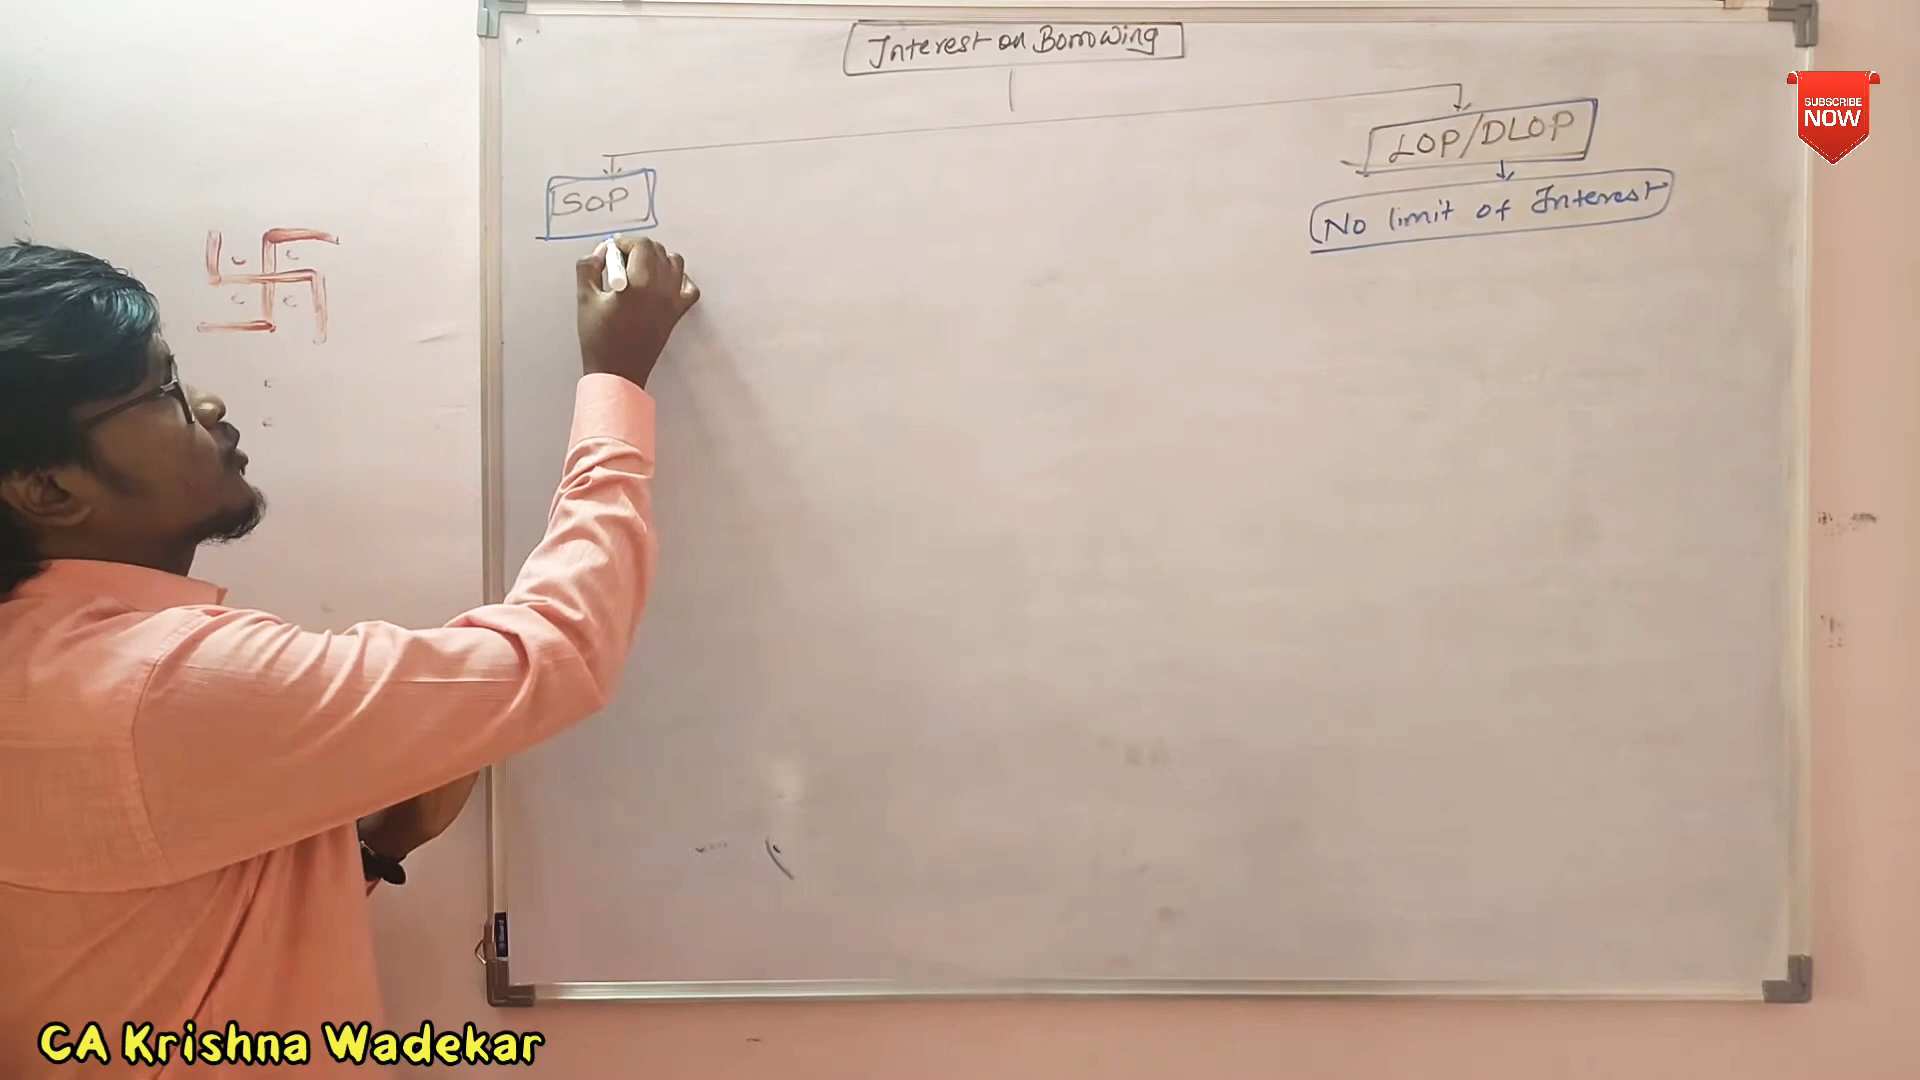 Interest on Borrowing
LOP/DLOP
SOP
No limit of Interest
SUBSCRIBE
NOW
CA Krishna Wadekar